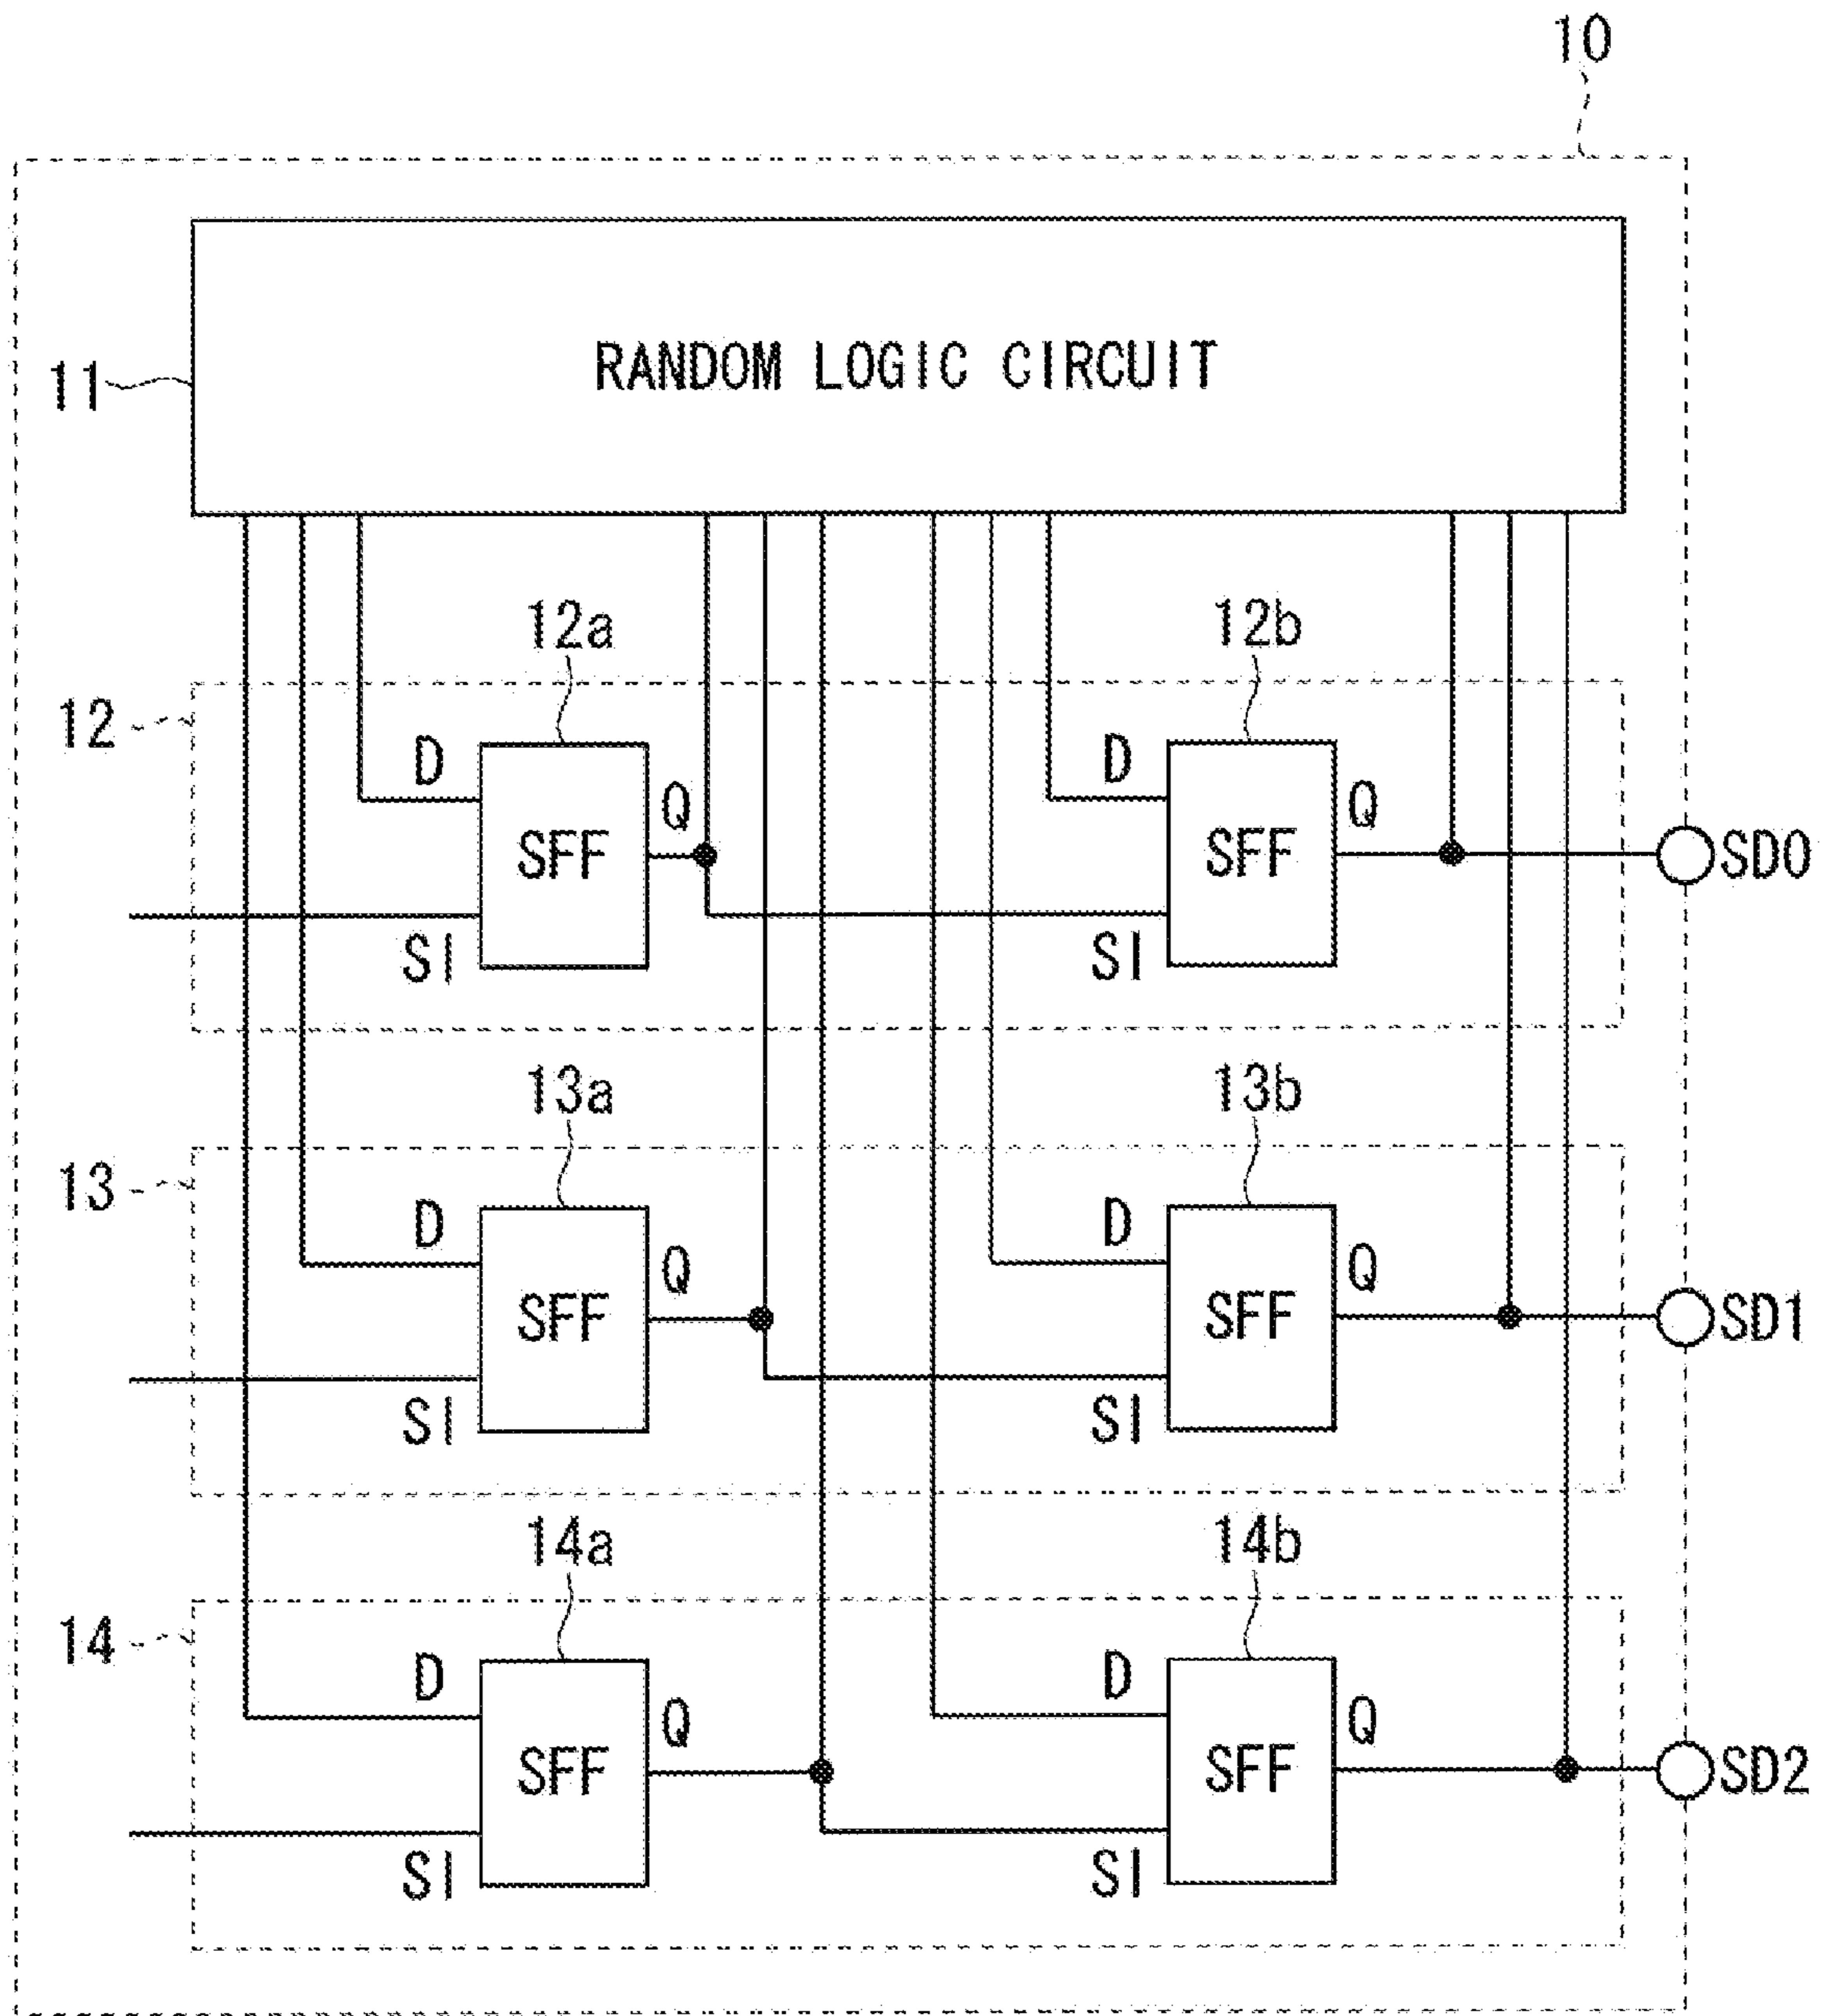 10
RANDOM LOGIC CIRCUIT
11
12a
12b
12
D
Q
SFF
SI
D
Q
SFF
SI
SD0
13a
13b
13
D
Q
SFF
SI
D
Q
SFF
SI
SD1
14a
14b
14
D
Q
SFF
SI
D
Q
SFF
SI
SD2